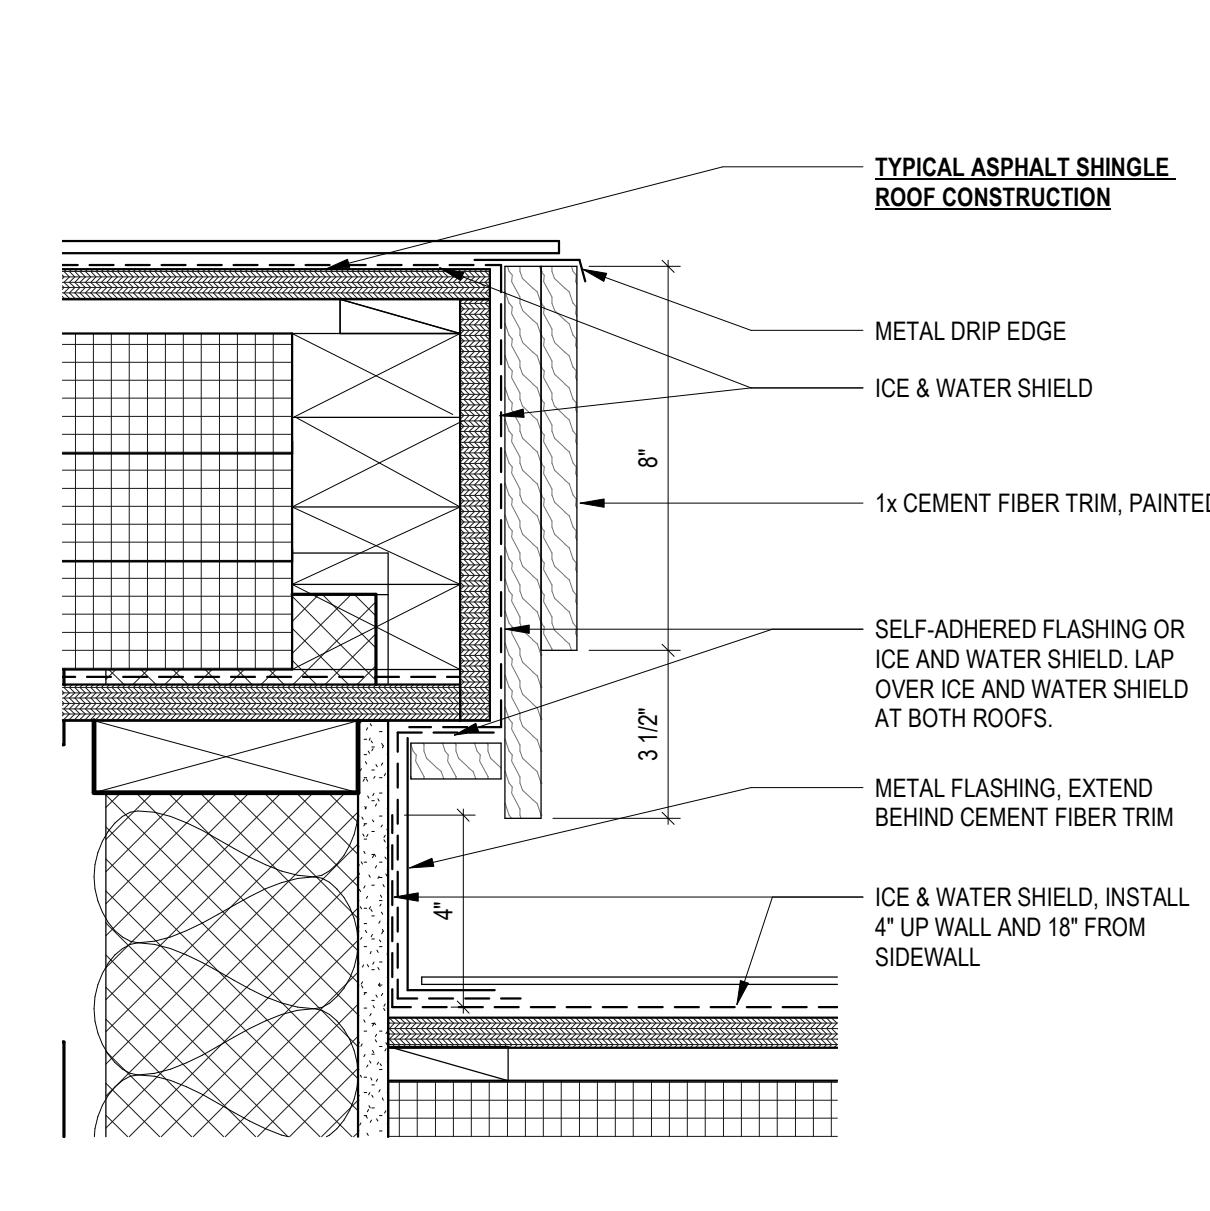 TYPICAL ASPHALT SHINGLE
ROOF CONSTRUCTION
METAL DRIP EDGE
ICE & WATER SHIELD
8"
1x CEMENT FIBER TRIM, PAINTED
SELF-ADHERED FLASHING OR
ICE AND WATER SHIELD. LAP
OVER ICE AND WATER SHIELD
AT BOTH ROOFS.
3 1/2"
METAL FLASHING, EXTEND
BEHIND CEMENT FIBER TRIM
4"
ICE & WATER SHIELD, INSTALL
4" UP WALL AND 18" FROM
SIDEWALL